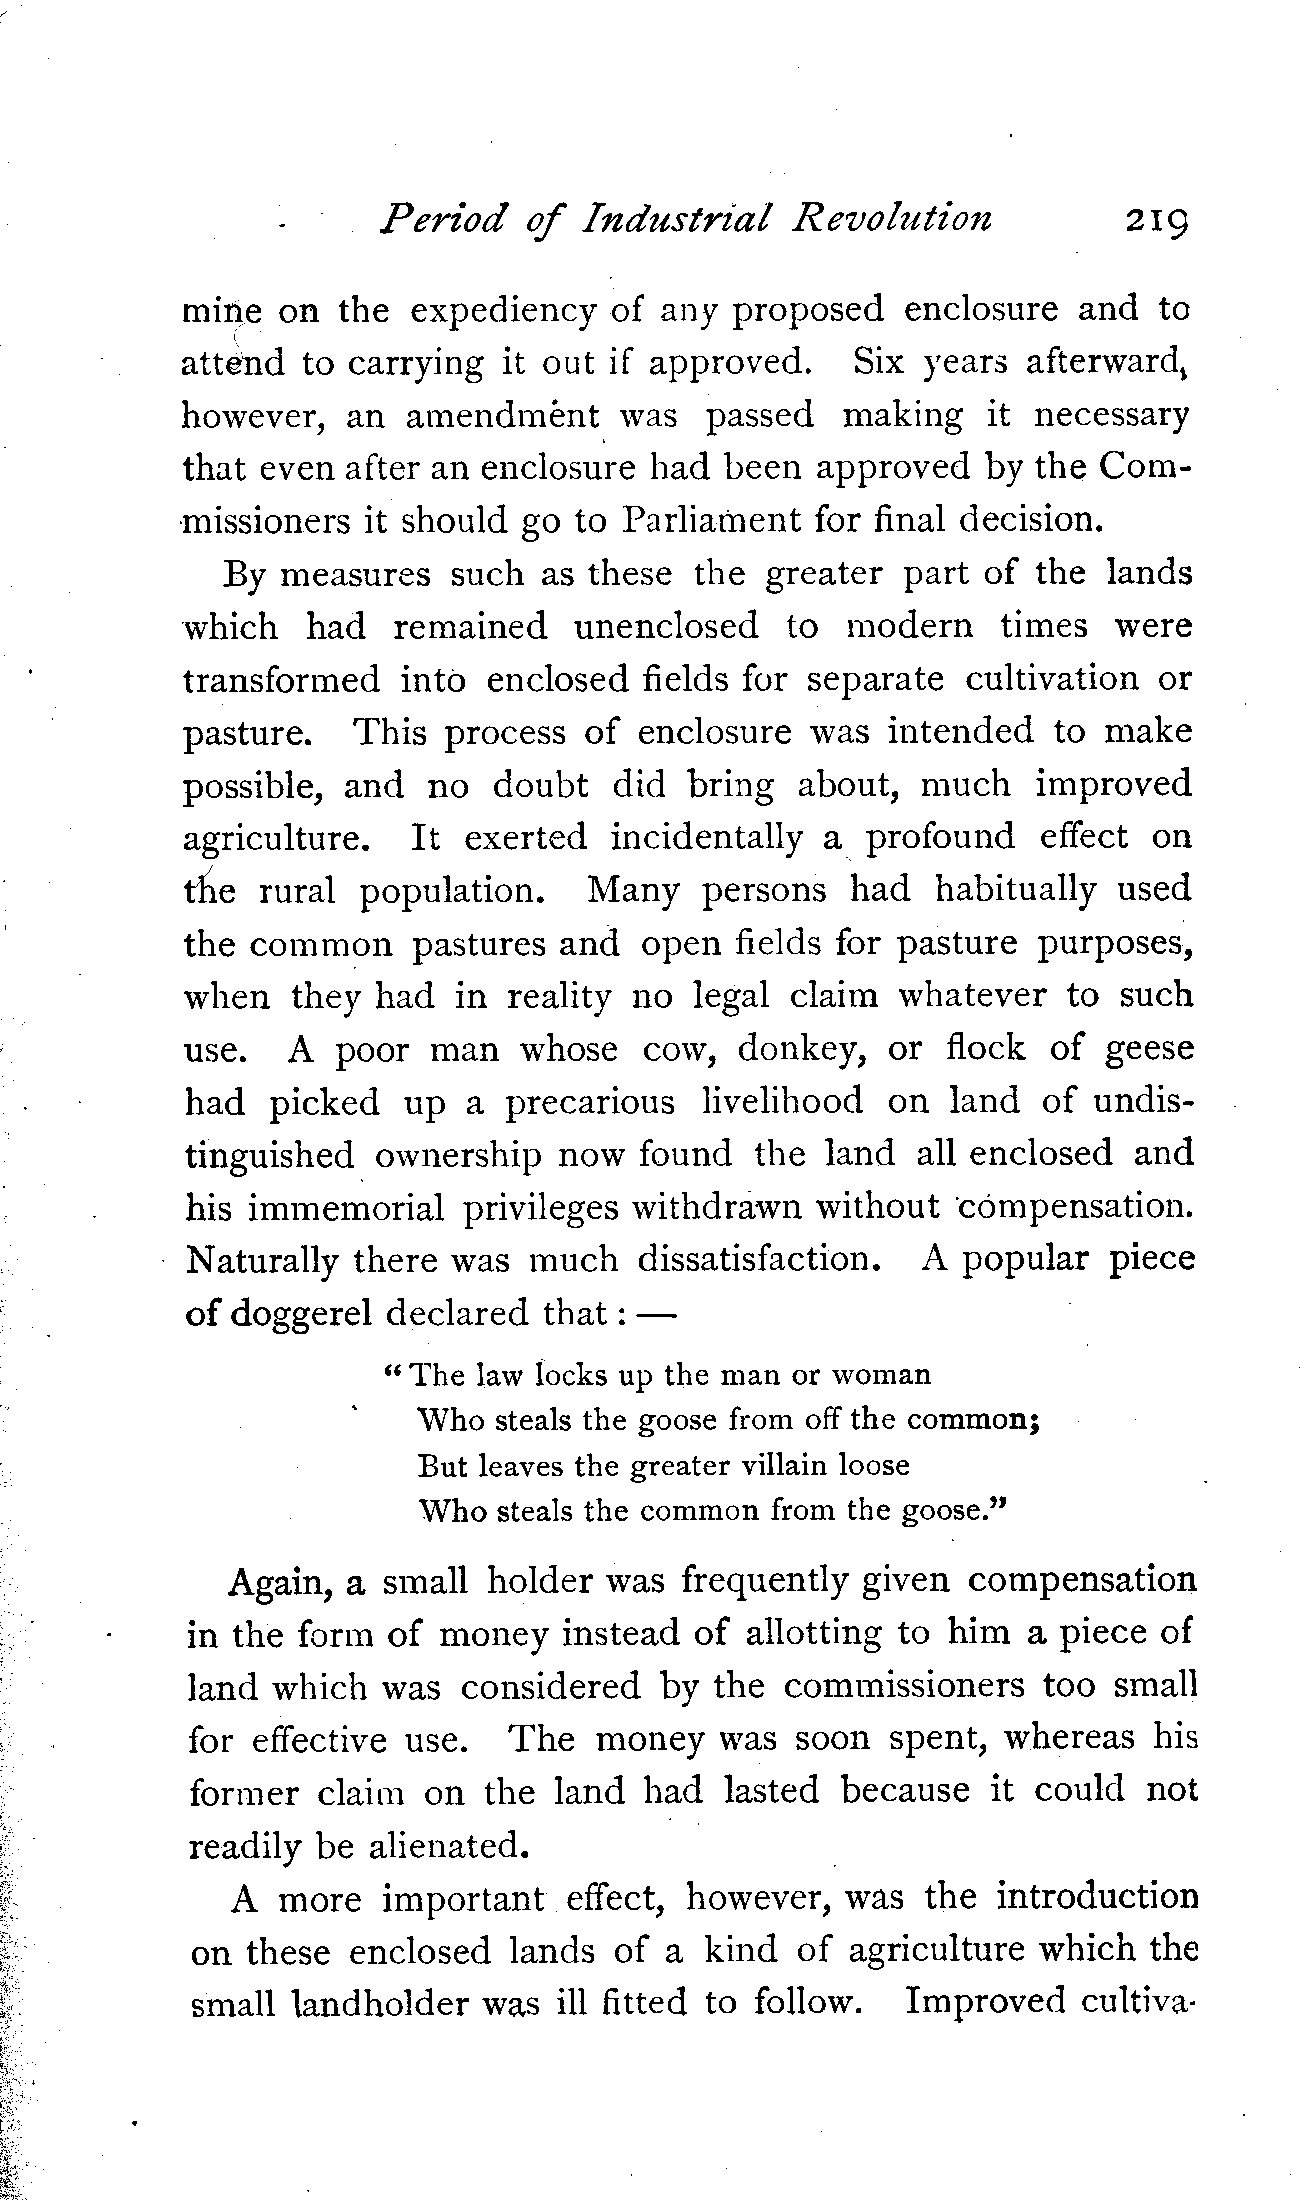 Period of Industrial Revolution 219
mine on the expediency of any proposed enclosure and to
attend to carrying it out if approved. Six years afterward,
however, an amendment was passed making it necessary
that even after an enclosure had been approved by the Com-
missioners it should go to Parliament for final decision.
By measures such as these the greater part of the lands
which had remained unenclosed to modern times were
transformed into enclosed fields for separate cultivation or
pasture. This process of enclosure was intended to make
possible, and no doubt did bring about, much improved
agriculture. It exerted incidentally a profound effect on
the rural population. Many persons had habitually used
the common pastures and open fields for pasture purposes,
when they had in reality no legal claim whatever to such
use. A poor man whose cow, donkey, or flock of geese
had picked up a precarious livelihood on land of undis-
tinguished ownership now found the land all enclosed and
his immemorial privileges withdrawn without compensation.
Naturally there was much dissatisfaction. A popular piece
of doggerel declared that : —
“ The law locks up the man or woman
Who steals the goose from off the common;
But leaves the greater villain loose
Who steals the common from the goose.”
Again, a small holder was frequently given compensation
in the form of money instead of allotting to him a piece of
land which was considered by the commissioners too small
for effective use. The money was soon spent, whereas his
former claim on the land had lasted because it could not
readily be alienated.
A more important effect, however, was the introduction
on these enclosed lands of a kind of agriculture which the
small landholder was ill fitted to follow. Improved cultiva-